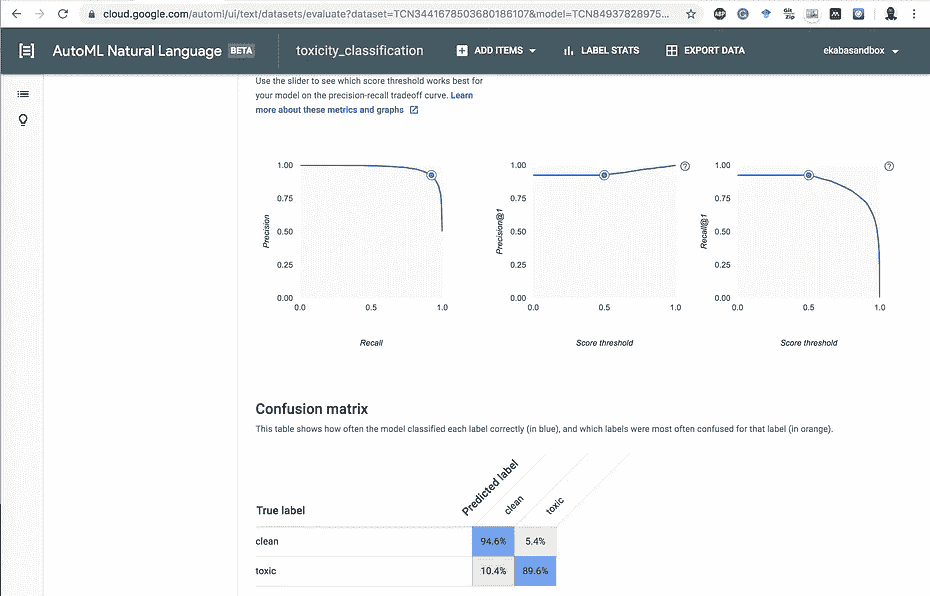 cloud.google.com/automl/ui/text/datasets/evaluate?dataset=TCN3441678503680186107&model=TCN84937828975...
AutoML Natural Language BETA toxicity_classification ADD ITEMS LABEL STATS EXPORT DATA ekabasandbox
Use the slider to see which score threshold works best for
your model on the precision-recall tradeoff curve. Learn
more about these metrics and graphs
1.00 1.00 1.00
0.75 0.75 0.75
Precision Precision@1 Recall@1
0.50 0.50 0.50
0.25 0.25 0.25
0.00 0.00 0.00
0.0 0.5 1.0 0.0 0.5 1.0 0.0 0.5 1.0
Recall Score threshold Score threshold
Confusion matrix
This table shows how often the model classified each label correctly (in blue), and which labels were most often confused for that label (in orange).
Predicted label
clean toxic
True label
clean 94.6% 5.4%
toxic 10.4% 89.6%